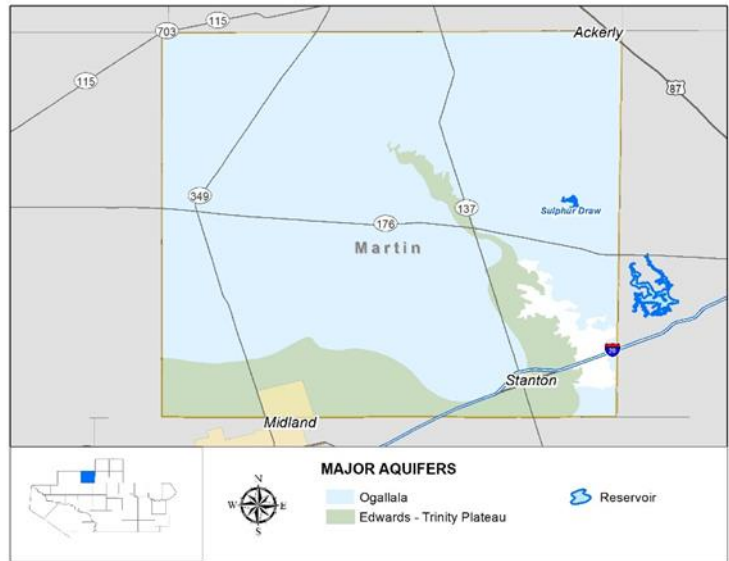 115
703
Ackerly
115
87
349
Sulphur Draw
137
176
Martin
20
Stanton
Midland
MAJOR AQUIFERS
N
W E
S
Ogallala
Edwards - Trinity Plateau
Reservoir